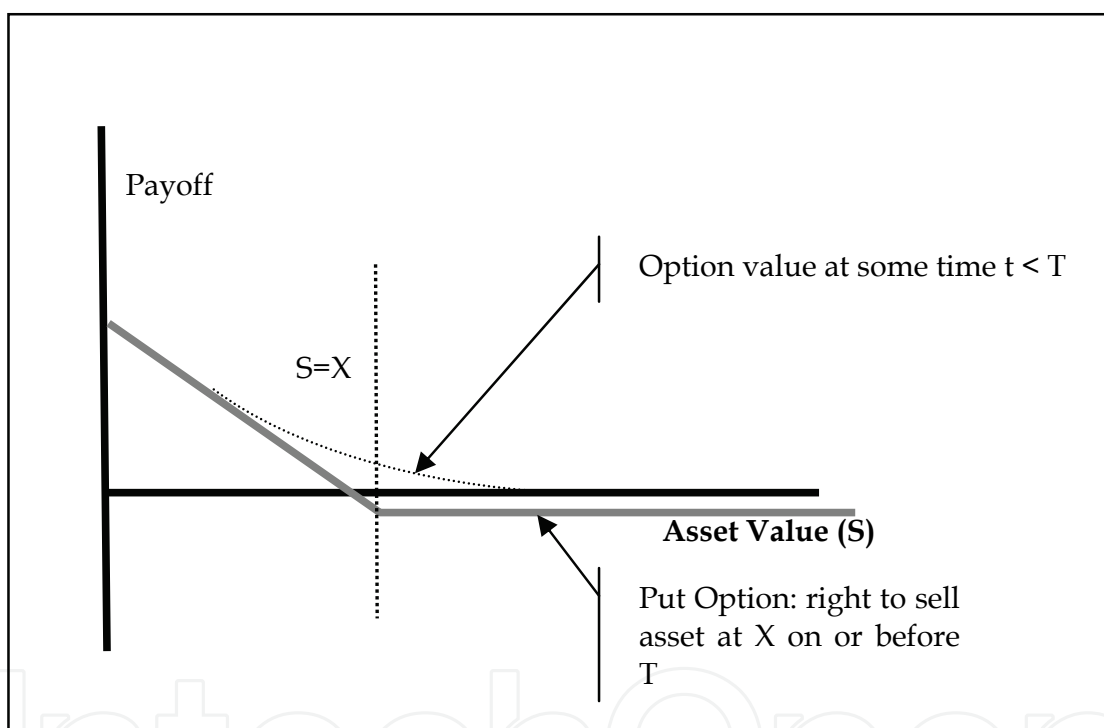 Payoff
Option value at some time t < T
S=X
Asset Value (S)
Put Option: right to sell
asset at X on or before
T